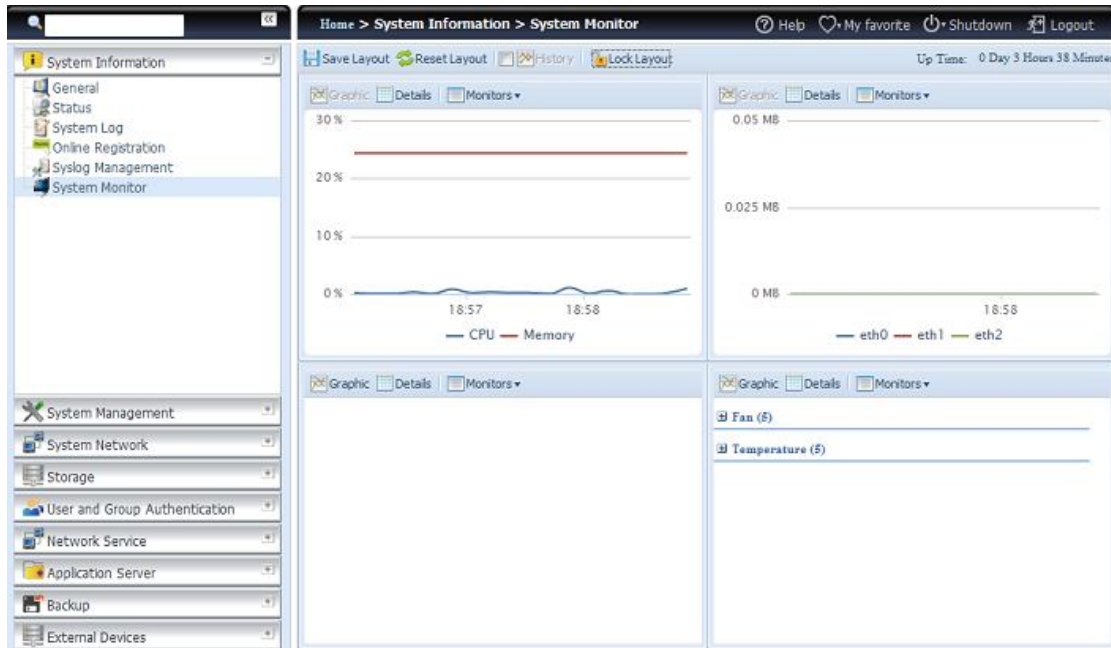 Home > System Information > System Monitor
Help My favorite Shutdown Logout
System Information
General
Status
System Log
Online Registration
Syslog Management
System Monitor
System Management
System Network
Storage
User and Group Authentication
Network Service
Application Server
Backup
External Devices
Save Layout Reset Layout History Lock Layout
Up Time: 0 Day 3 Hours 38 Minute
Graphic Details Monitors
30 %
20 %
10 %
0 %
18:57 18:58
CPU Memory
Graphic Details Monitors
0.05 MB
0.025 MB
0 MB
18:58
eth0 eth1 eth2
Graphic Details Monitors
Graphic Details Monitors
Fan (5)
Temperature (5)